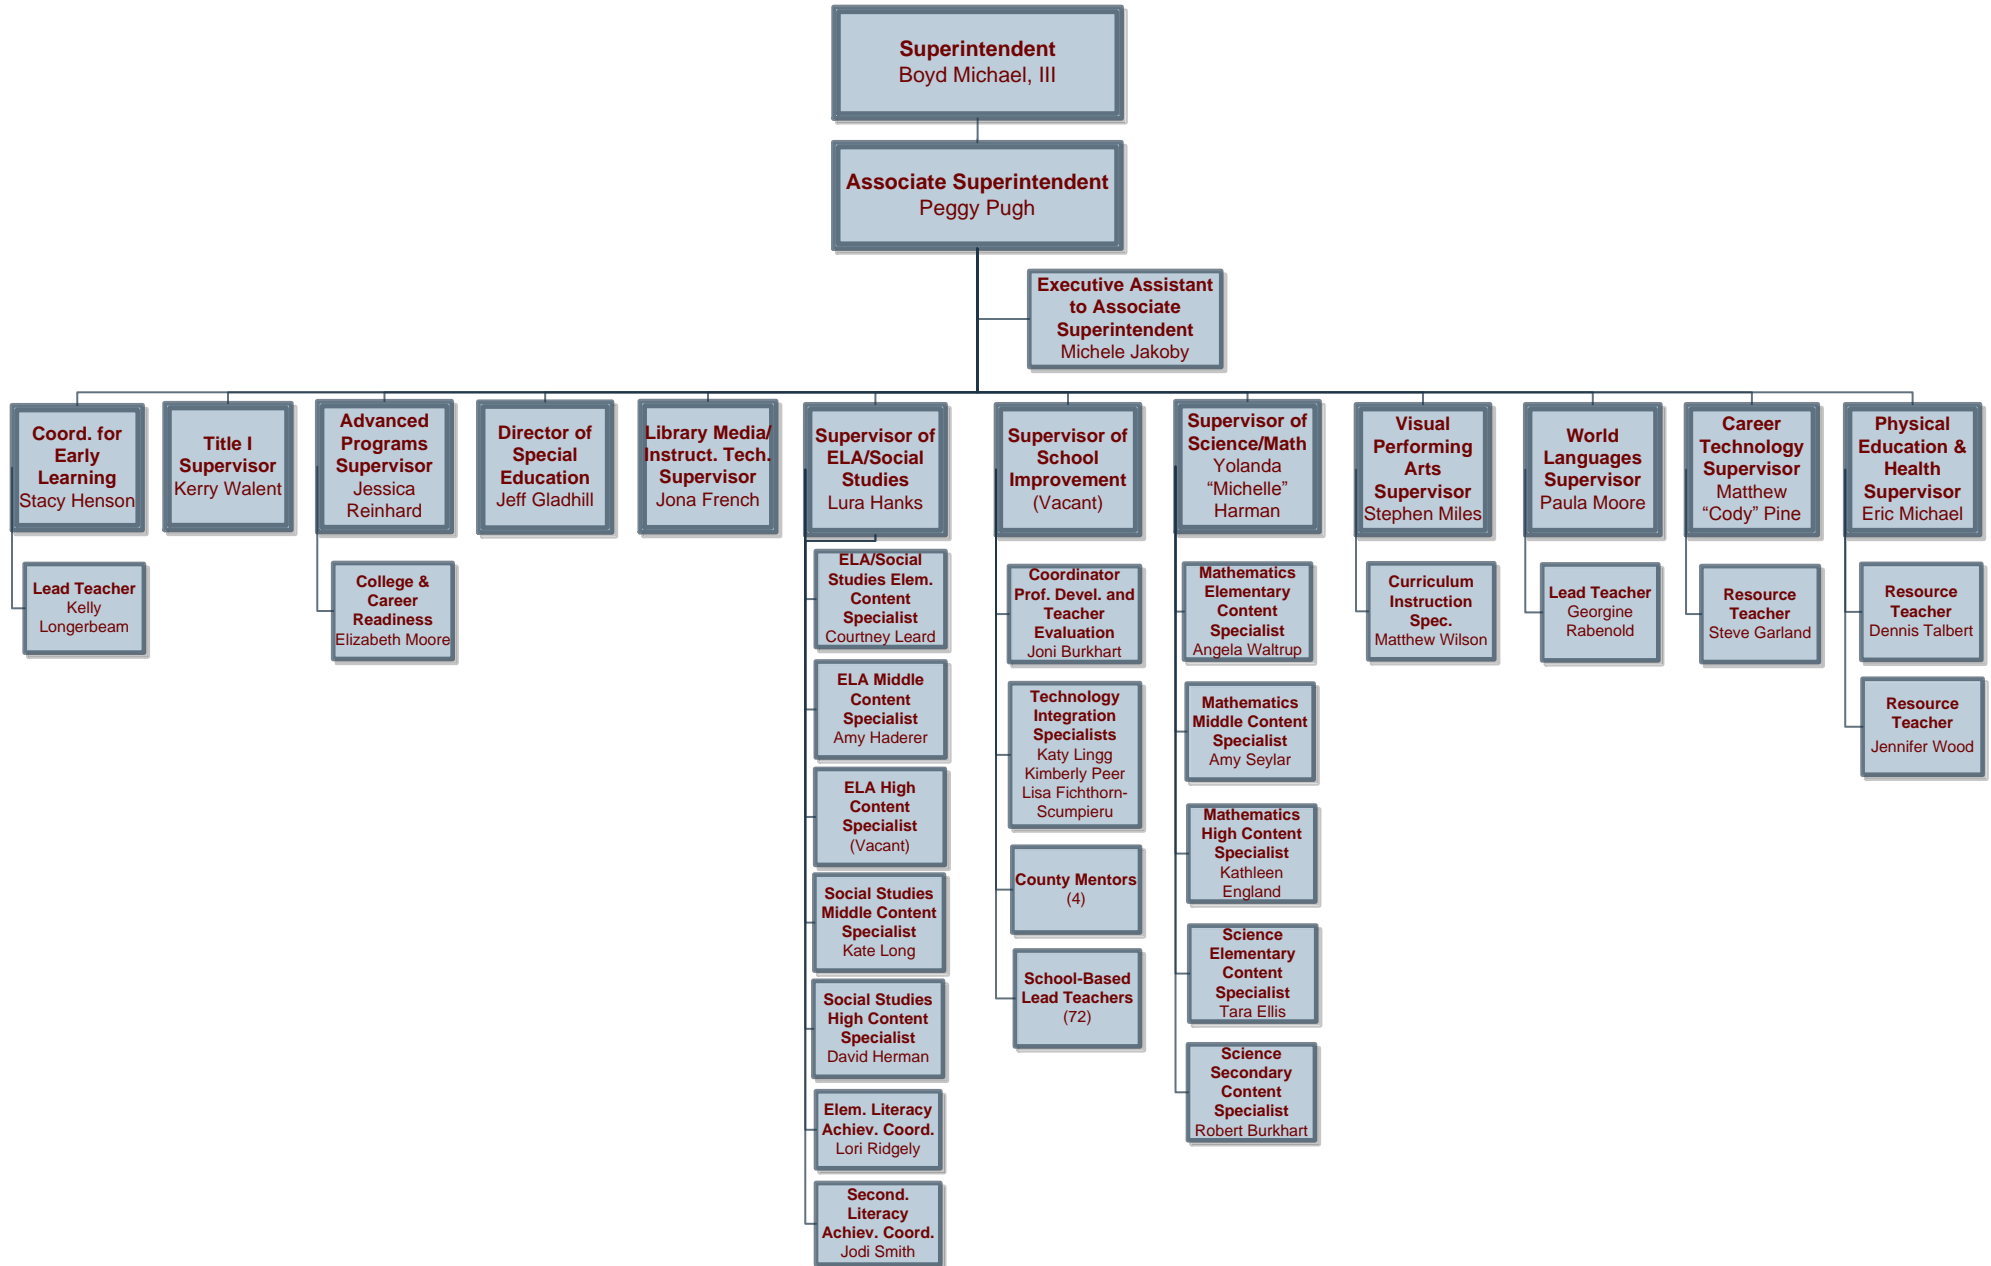 Superintendent
Boyd Michael, III
Associate Superintendent
Peggy Pugh
Executive Assistant
to Associate
Superintendent
Michele Jakoby
Coord. for
Early
Learning
Stacy Henson
Title I
Supervisor
Kerry Walent
Advanced
Programs
Supervisor
Jessica
Reinhard
Director of
Special
Education
Jeff Gladhill
Library Media/
Instruct. Tech.
Supervisor
Jona French
Supervisor of
ELA/Social
Studies
Lura Hanks
Supervisor of
School
Improvement
(Vacant)
Supervisor of
Science/Math
Yolanda
“Michelle”
Harman
Visual
Performing
Arts
Supervisor
Stephen Miles
World
Languages
Supervisor
Paula Moore
Career
Technology
Supervisor
Matthew
“Cody” Pine
Physical
Education &
Health
Supervisor
Eric Michael
Lead Teacher
Kelly
Longerbeam
College &
Career
Readiness
Elizabeth Moore
ELA/Social
Studies Elem.
Content
Specialist
Courtney Leard
ELA Middle
Content
Specialist
Amy Haderer
ELA High
Content
Specialist
(Vacant)
Social Studies
Middle Content
Specialist
Kate Long
Social Studies
High Content
Specialist
David Herman
Elem. Literacy
Achiev. Coord.
Lori Ridgely
Second.
Literacy
Achiev. Coord.
Jodi Smith
Coordinator
Prof. Devel. and
Teacher
Evaluation
Joni Burkhart
Technology
Integration
Specialists
Katy Lingg
Kimberly Peer
Lisa Fichthorn-
Scumpieru
County Mentors
(4)
School-Based
Lead Teachers
(72)
Mathematics
Elementary
Content
Specialist
Angela Waltrup
Mathematics
Middle Content
Specialist
Amy Seylar
Mathematics
High Content
Specialist
Kathleen
England
Science
Elementary
Content
Specialist
Tara Ellis
Science
Secondary
Content
Specialist
Robert Burkhart
Curriculum
Instruction
Spec.
Matthew Wilson
Lead Teacher
Georgine
Rabenold
Resource
Teacher
Steve Garland
Resource
Teacher
Dennis Talbert
Resource
Teacher
Jennifer Wood